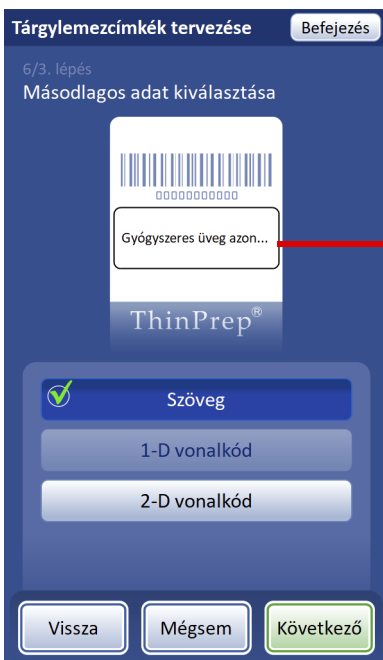 Tárgylemezcímkék tervezése
Befejezés
6/3. lépés
Másodlagos adat kiválasztása
00000000000
Gyógyszeres üveg azon...
ThinPrep®
Szöveg
1-D vonalkód
2-D vonalkód
Vissza
Mégsem
Következő